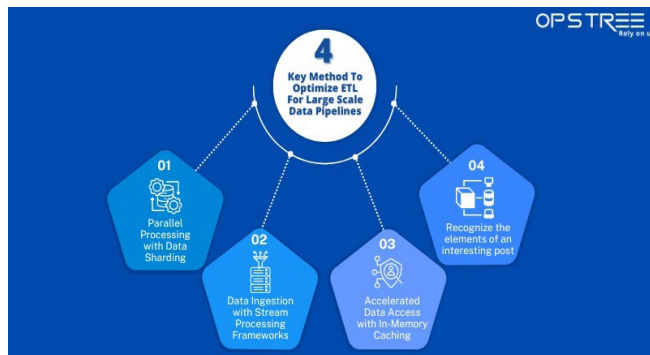 OPSTREE
Rely on u
4
Key Method To
Optimize ETL
For Large Scale
Data Pipelines
01
Parallel
Processing
with Data
Sharding
02
Data Ingestion
with Stream
Processing
Frameworks
03
Accelerated
Data Access
with In-Memory
Caching
04
Recognize the
elements of an
interesting post